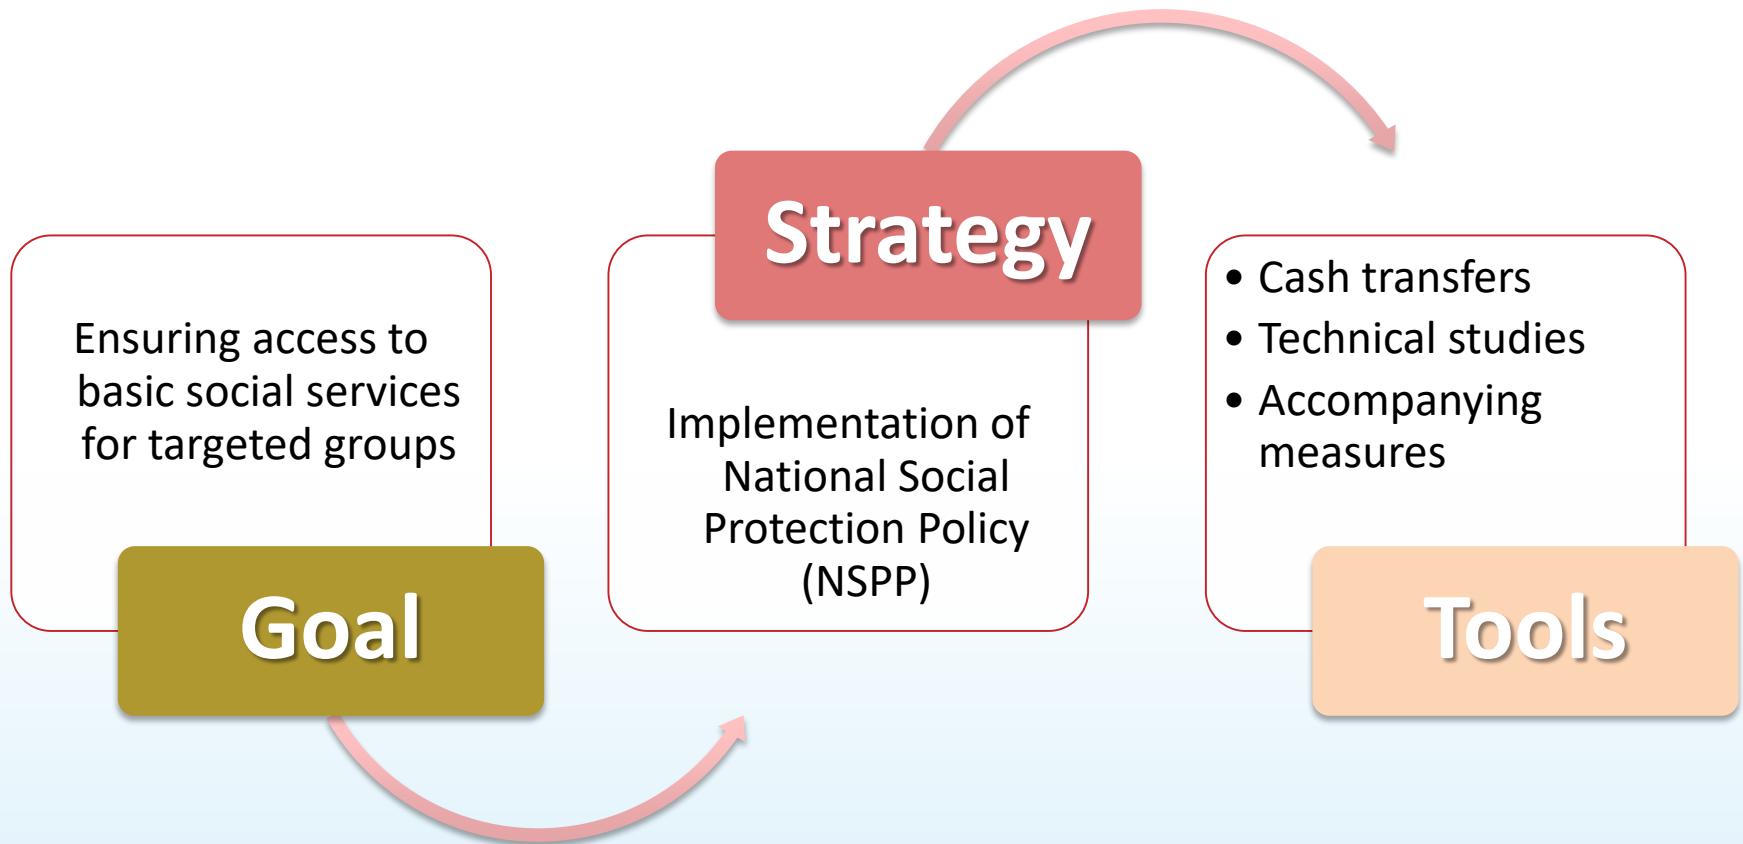 Ensuring access to
basic social services
for targeted groups
Goal
Strategy
Implementation of
National Social
Protection Policy
(NSPP)
• Cash transfers
• Technical studies
• Accompanying
measures
Tools